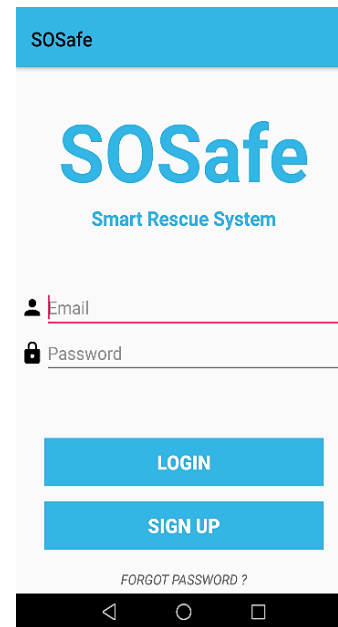 SOSafe
SOSafe
Smart Rescue System
Email
Password
LOGIN
SIGN UP
FORGOT PASSWORD ?